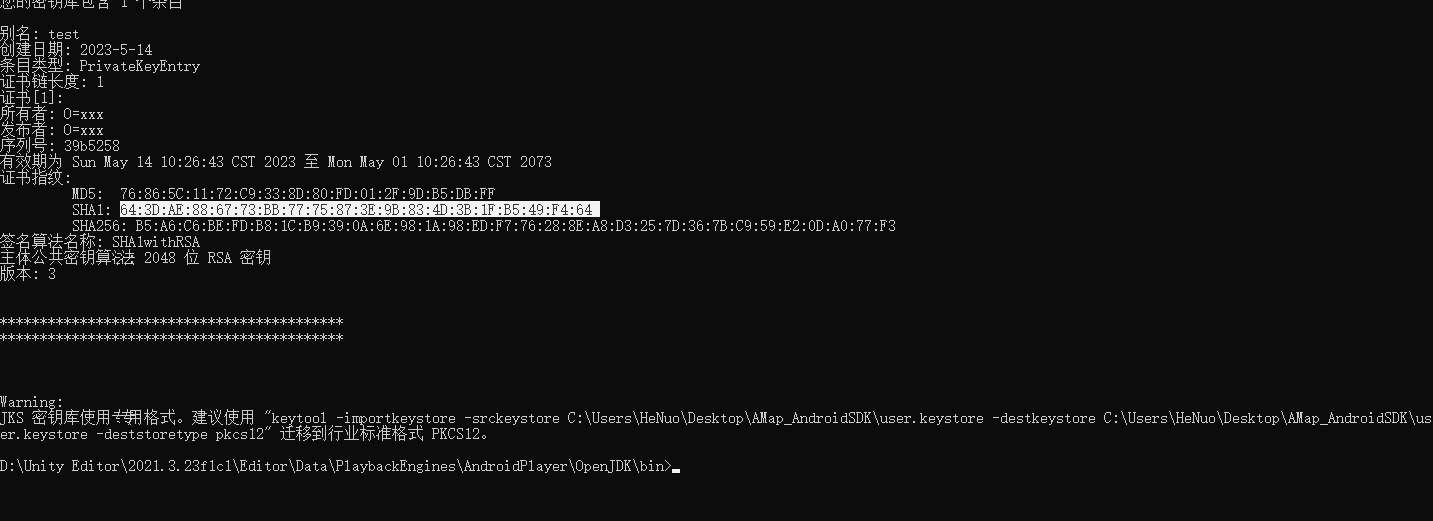 您的密钥库包含 1 个条目
别名: test
创建日期: 2023-5-14
条目类型: PrivateKeyEntry
证书链长度: 1
证书[1]:
所有者: O=xxx
发布者: O=xxx
序列号: 39b5258
有效期为 Sun May 14 10:26:43 CST 2023 至 Mon May 01 10:26:43 CST 2073
证书指纹:
MD5: 76:86:5C:11:72:C9:33:8D:80:FD:01:2F:9D:B5:DB:FF
SHA1: 64:3D:AE:88:67:73:BB:77:75:87:3E:9B:83:4D:3B:1F:B5:49:F4:64
SHA256: B5:A6:C6:BE:FD:B8:1C:B9:39:0A:6E:98:1A:98:ED:F7:76:28:8E:A8:D3:25:7D:36:7B:C9:59:E2:0D:A0:77:F3
签名算法名称: SHA1withRSA
主体公共密钥算法: 2048 位 RSA 密钥
版本: 3
*******************************************
*******************************************
Warning:
JKS 密钥库使用专用格式。建议使用 "keytool -importkeystore -srckeystore C:\Users\HeNuo\Desktop\AMap_AndroidSDK\user.keystore -destkeystore C:\Users\HeNuo\Desktop\AMap_AndroidSDK\us
er.keystore -deststoretype pkcs12" 迁移到行业标准格式 PKCS12。
D:\Unity Editor\2021.3.23f1c1\Editor\Data\PlaybackEngines\AndroidPlayer\OpenJDK\bin>